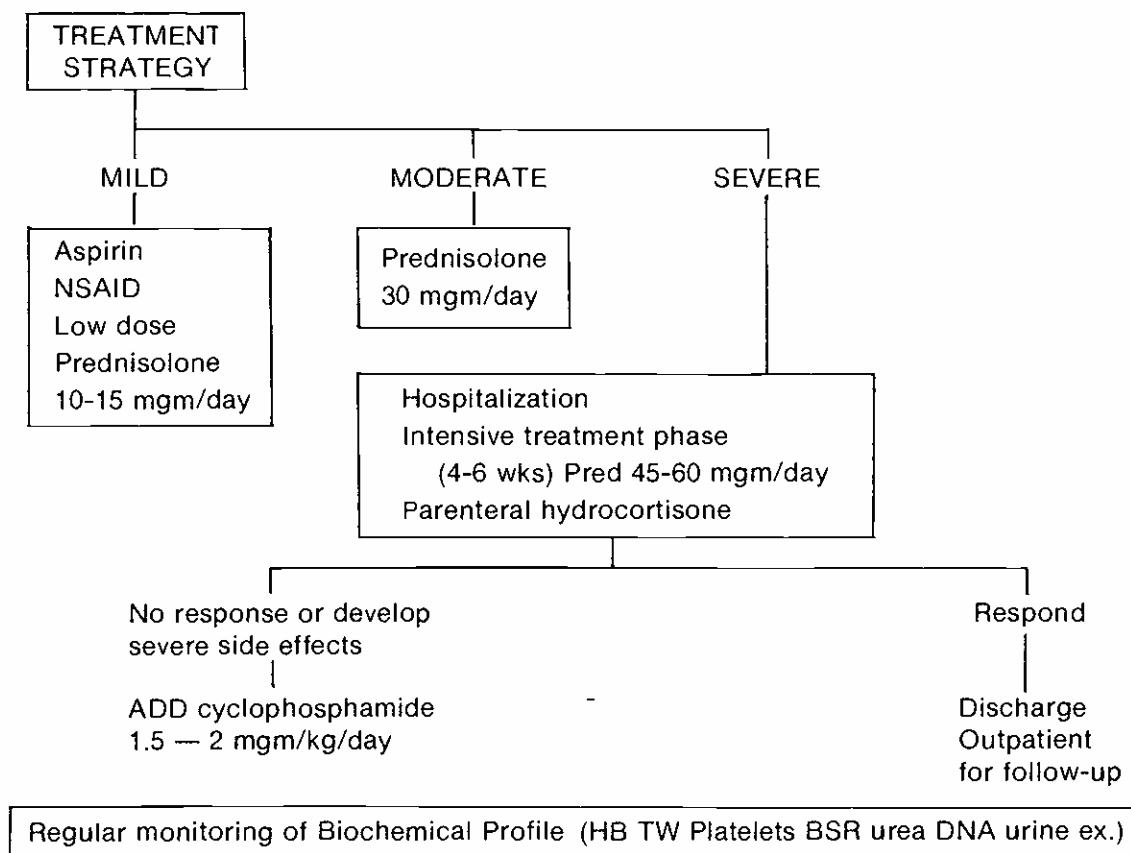 TREATMENT
STRATEGY
MILD
MODERATE
SEVERE
Aspirin
NSAID
Low dose
Prednisolone
10-15 mgm/day
Prednisolone
30 mgm/day
Hospitalization
Intensive treatment phase
(4-6 wks) Pred 45-60 mgm/day
Parenteral hydrocortisone
No response or develop
severe side effects
ADD cyclophosphamide
1.5 — 2 mgm/kg/day
Respond
Discharge
Outpatient
for follow-up
Regular monitoring of Biochemical Profile (HB TW Platelets BSR urea DNA urine ex.)